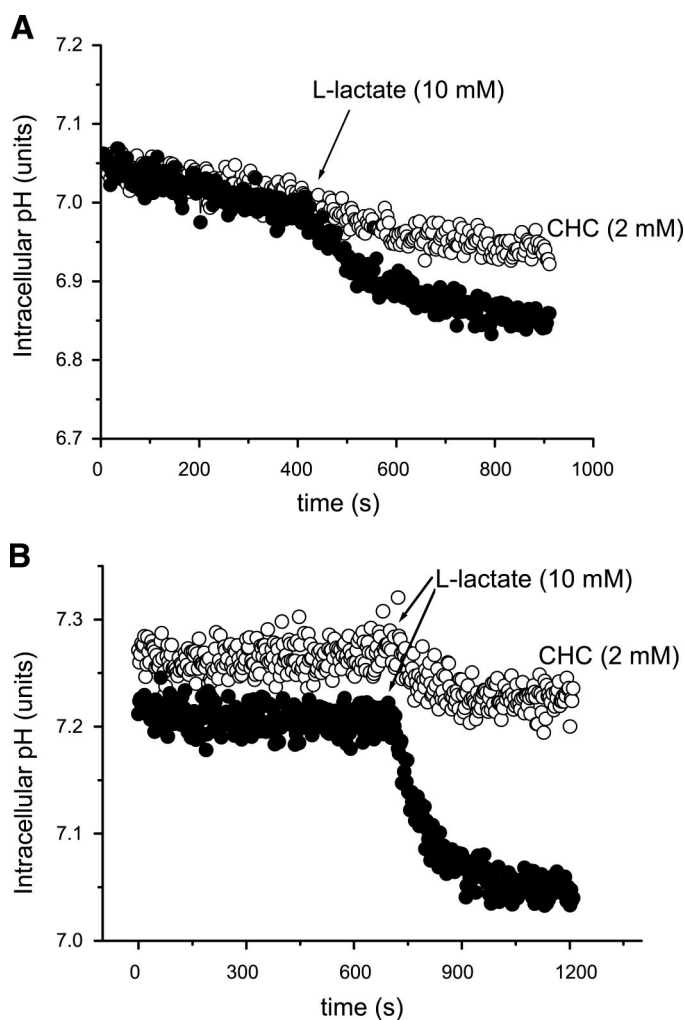 A
7.2
7.1
7.0
6.9
6.8
6.7
Intracellular pH (units)
L-lactate (10 mM)
CHC (2 mM)
0 200 400 600 800 1000
time (s)
B
7.3
7.2
7.1
7.0
Intracellular pH (units)
L-lactate (10 mM)
CHC (2 mM)
0 300 600 900 1200
time (s)